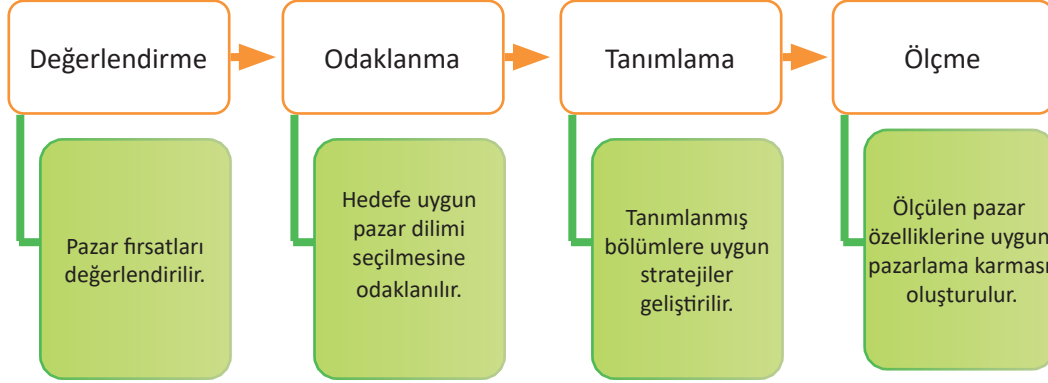 Değerlendirme
Odaklanma
Tanımlama
Ölçme
Pazar fırsatları
değerlendirilir.
Hedefe uygun
pazar dilimi
seçilmesine
odaklanılır.
Tanımlanmış
bölümlere uygun
stratejiler
geliştirilir.
Ölçülen pazar
özelliklerine uygun
pazarlama karması
oluşturulur.